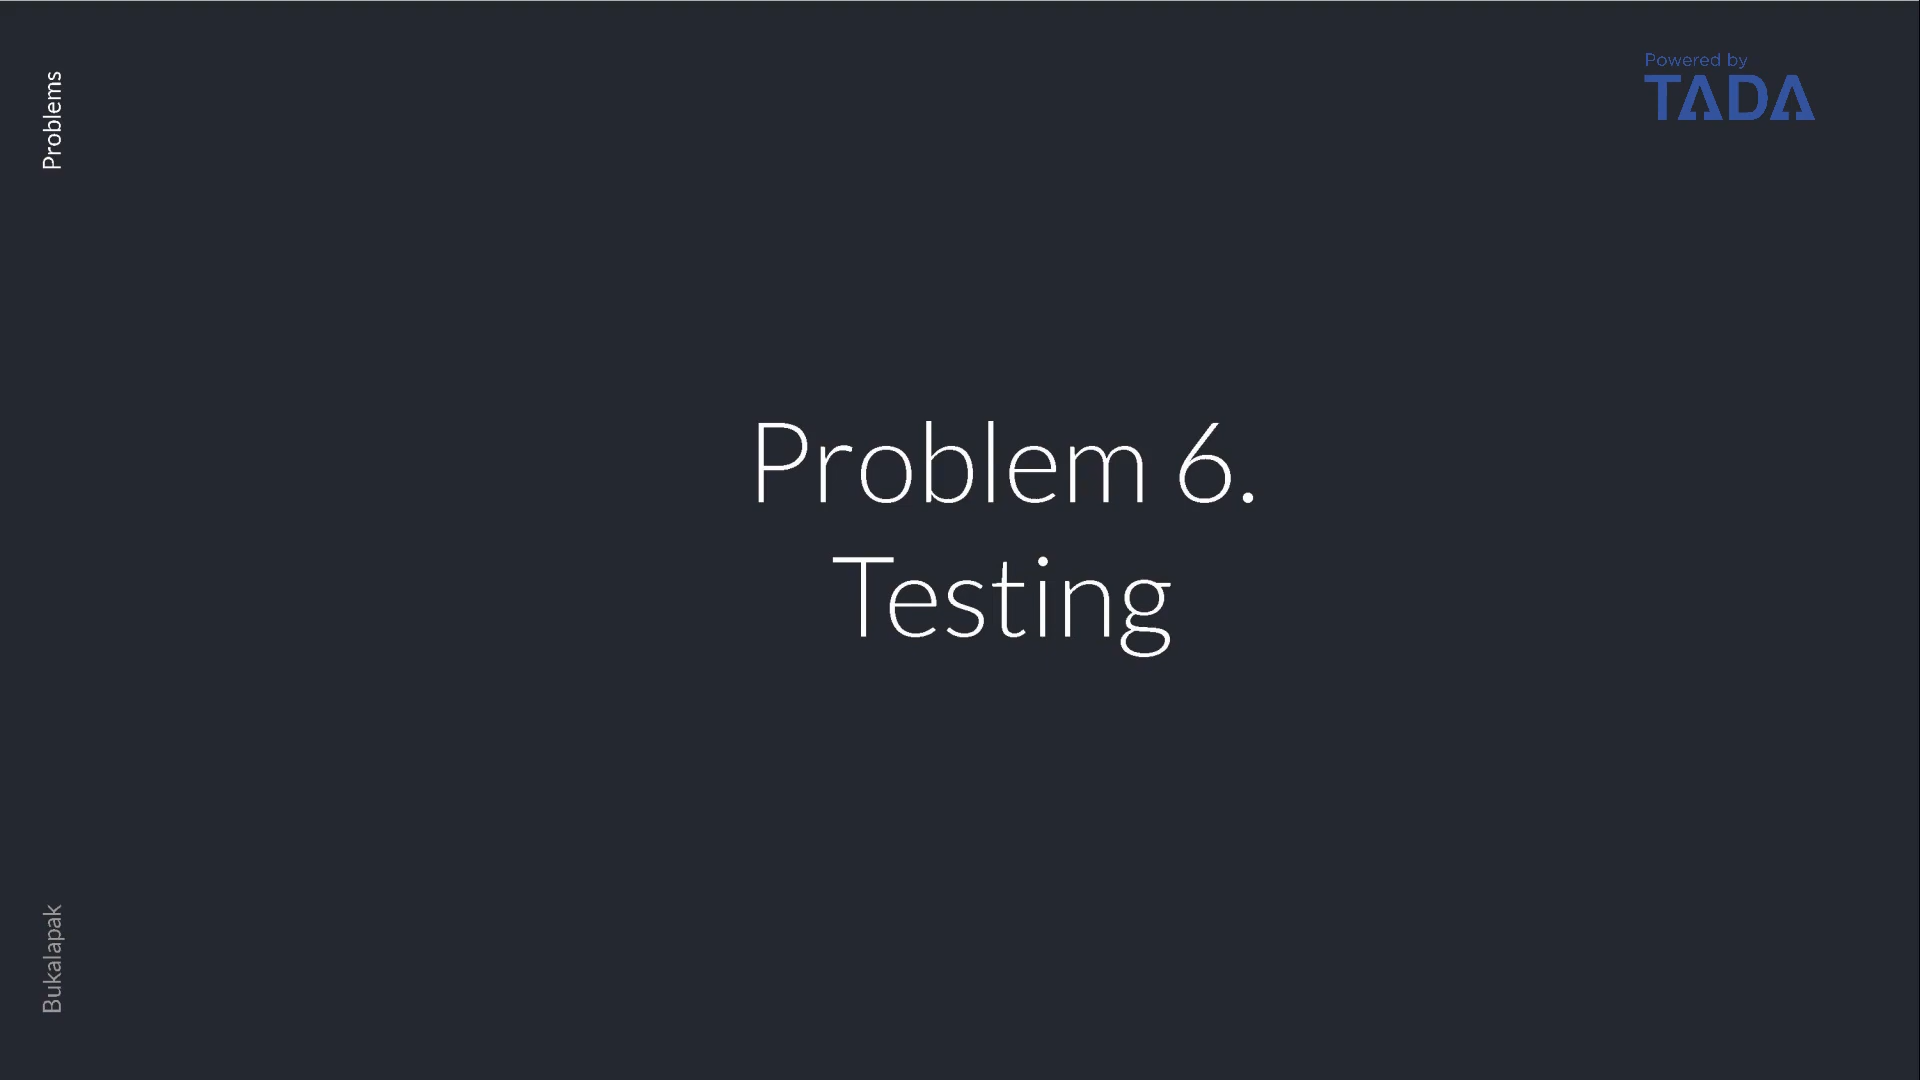 Problems
Powered by
TADA
Problem 6.
Testing
Bukalapak